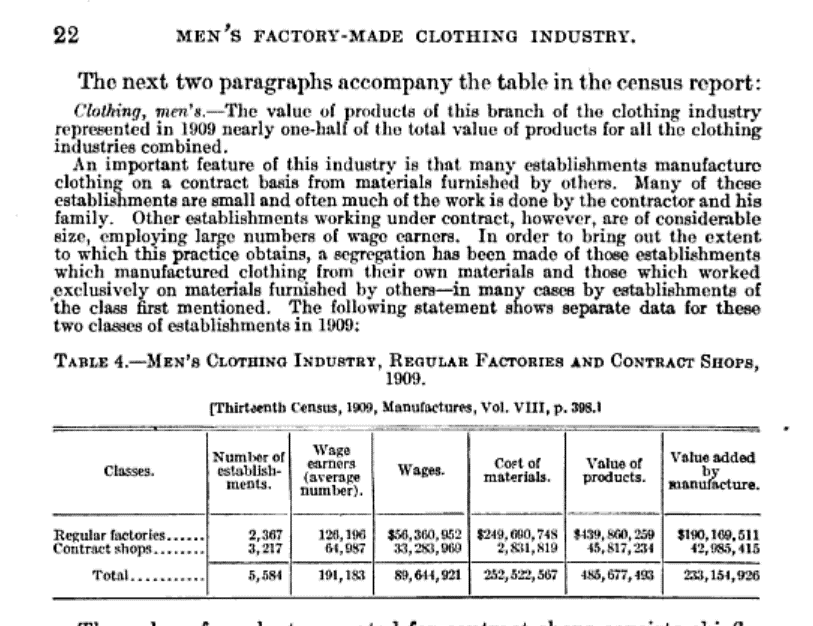 22 MEN'S FACTORY-MADE CLOTHING INDUSTRY.
The next two paragraphs accompany the table in the census report:
Clothing, men's.—The value of products of this branch of the clothing industry
represented in 1909 nearly one-half of the total value of products for all the clothing
industries combined.
An important feature of this industry is that many establishments manufacture
clothing on a contract basis from materials furnished by others. Many of these
establishments are small and often much of the work is done by the contractor and his
family. Other establishments working under contract, however, are of considerable
size, employing large numbers of wage earners. In order to bring out the extent
to which this practice obtains, a segregation has been made of those establishments
which manufactured clothing from their own materials and those which worked
exclusively on materials furnished by others—in many cases by establishments of
the class first mentioned. The following statement shows separate data for these
two classes of establishments in 1909:
TABLE 4.—MEN'S CLOTHING INDUSTRY, REGULAR FACTORIES AND CONTRACT SHOPS,
1909.
[Thirteenth Census, 1909, Manufactures, Vol. VIII, p. 398.]
Classes. Number of establish-ments. Wage earners (average number). Wages. Cost of materials. Value of products. Value added by manufacture.
Regular factories...... 2,367 126,196 $56,360,952 $249,690,748 $439,860,259 $190,169,511
Contract shops........ 3,217 64,987 33,283,969 2,831,819 45,817,234 42,985,415
Total........... 5,584 191,183 89,644,921 252,522,567 485,677,493 233,154,926